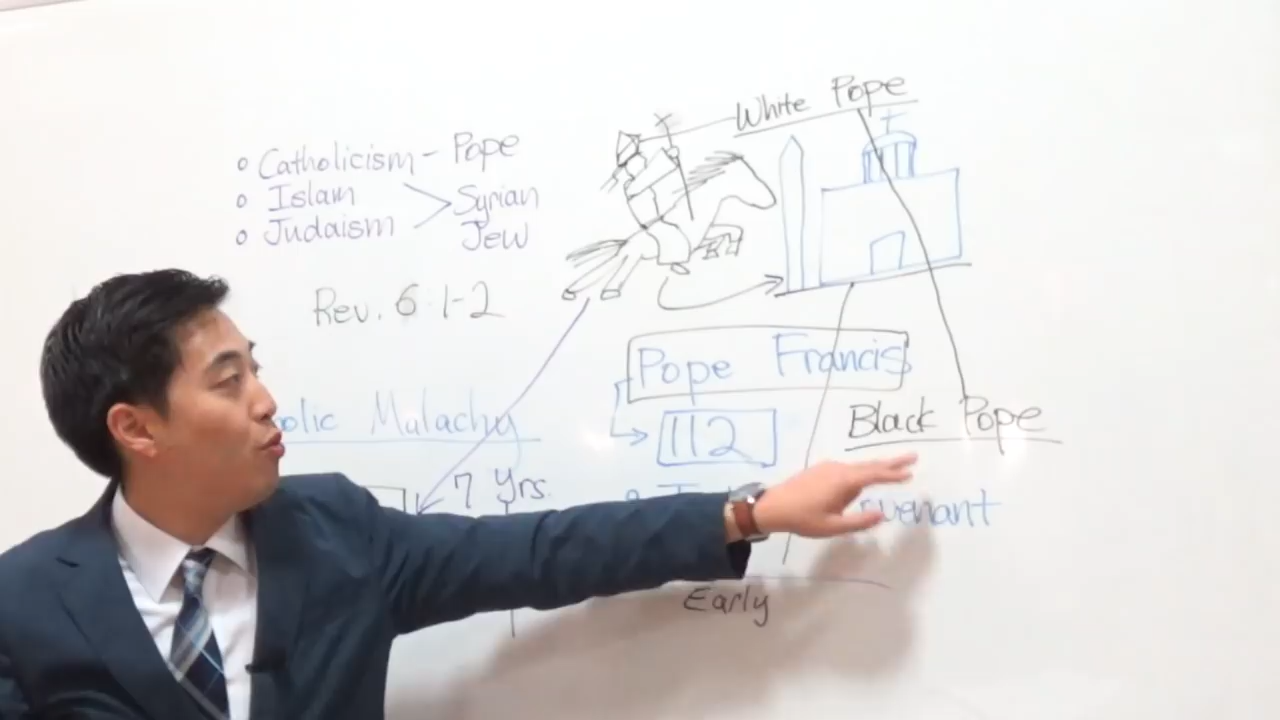 White Pope
o Catholicism - Pope
o Islam > Syrian
o Judaism Jew
Rev. 6:1-2
Pope Francis
112
Black Pope
Malachy
7 Yrs.
Early